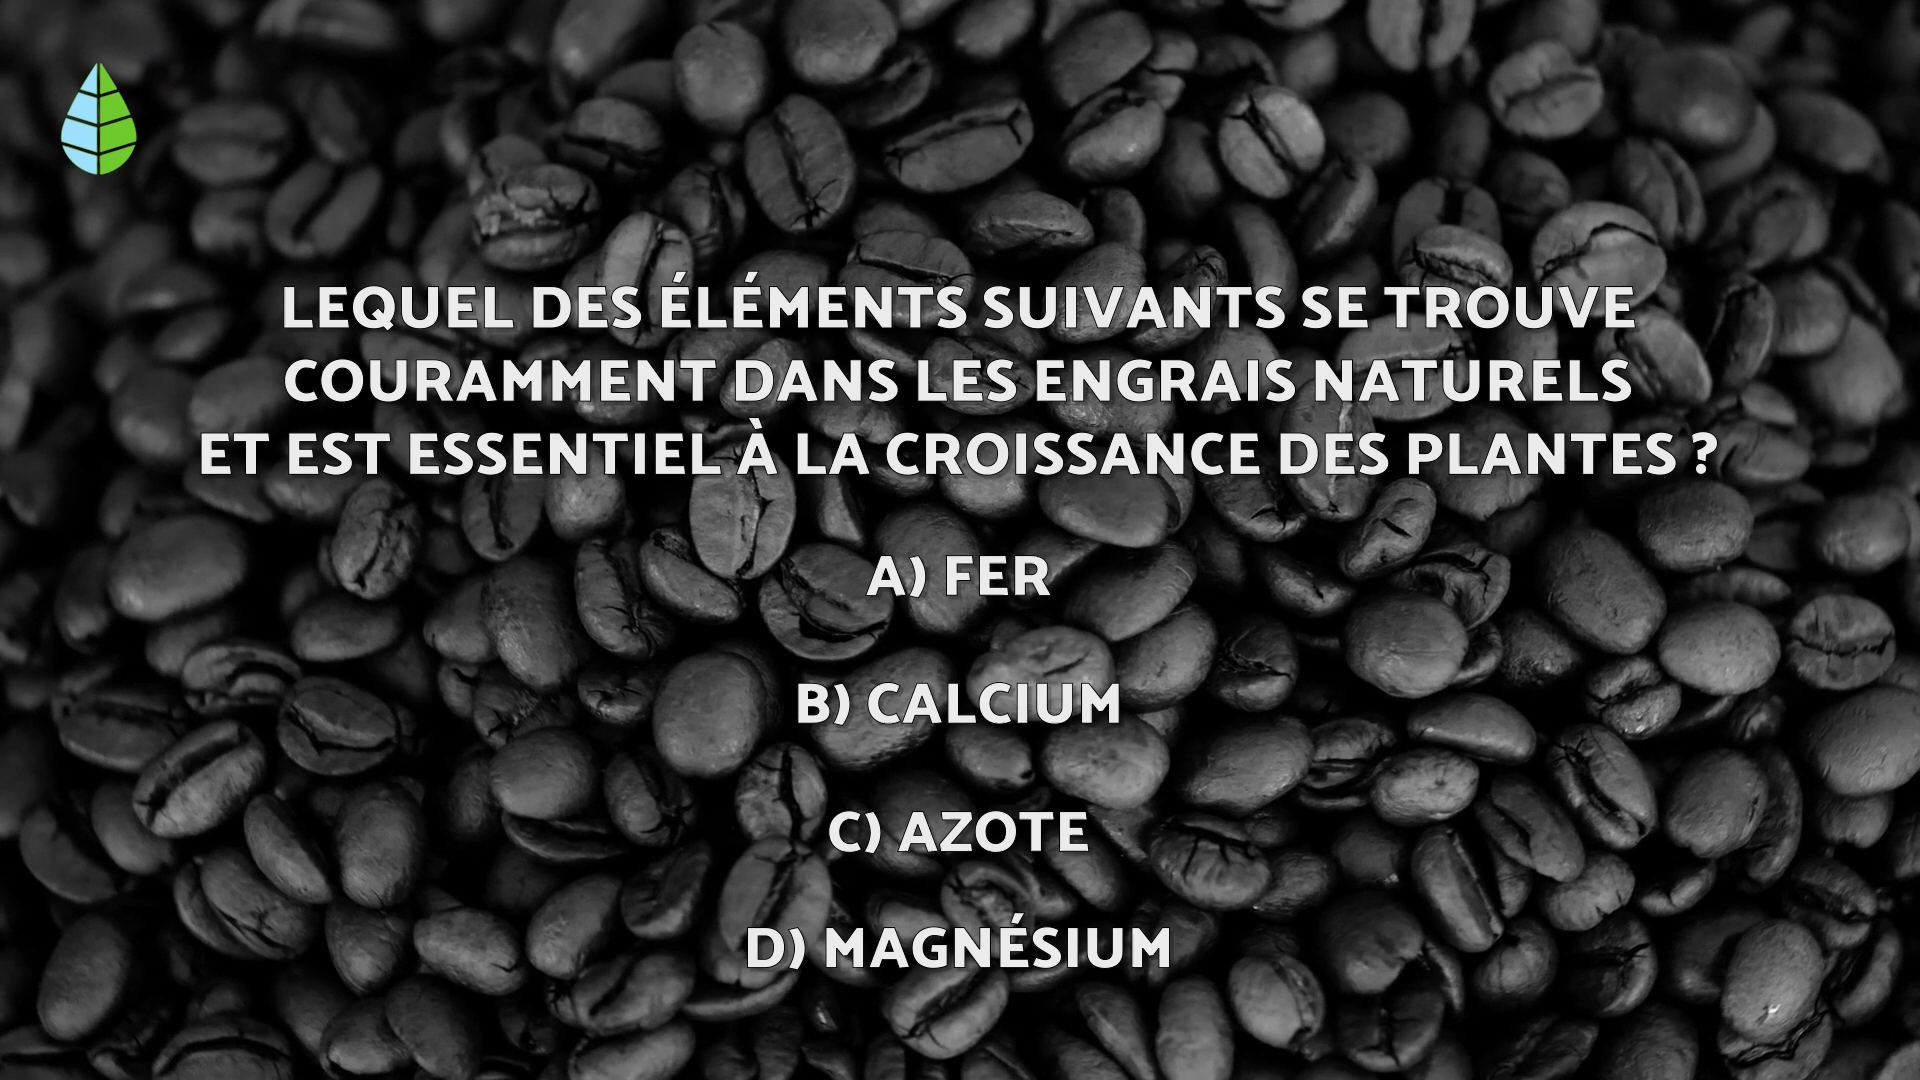 LEQUEL DES ÉLÉMENTS SUIVANTS SE TROUVE
COURAMMENT DANS LES ENGRAIS NATURELS
ET EST ESSENTIEL À LA CROISSANCE DES PLANTES ?
A) FER
B) CALCIUM
C) AZOTE
D) MAGNÉSIUM